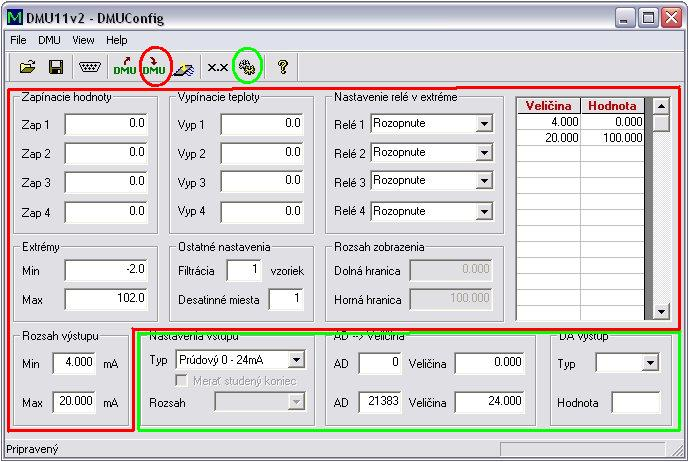 DMU11v2 - DMUConfig
File DMU View Help
DMU DMU x.x ?
Zapínacie hodnoty
Zap 1 0.0
Zap 2 0.0
Zap 3 0.0
Zap 4 0.0
Vypínacie teploty
Vyp 1 0.0
Vyp 2 0.0
Vyp 3 0.0
Vyp 4 0.0
Nastavenie relé v extréme
Relé 1 Rozopnute
Relé 2 Rozopnute
Relé 3 Rozopnute
Relé 4 Rozopnute
Veličina Hodnota
4.000 0.000
20.000 100.000
Extrémy
Min -2.0
Max 102.0
Ostatné nastavenia
Filtrácia 1 vzoriek
Desatinné miesta 1
Rozsah zobrazenia
Dolná hranica 0.000
Horná hranica 100.000
Rozsah výstupu
Min 4.000 mA
Max 20.000 mA
Nastavenia vstupu
Typ Prúdový 0 - 24mA
Merať studený koniec
Rozsah
AD --> Veličina
AD 0 Veličina 0.000
AD 21383 Veličina 24.000
DA výstup
Typ
Hodnota
Pripravený